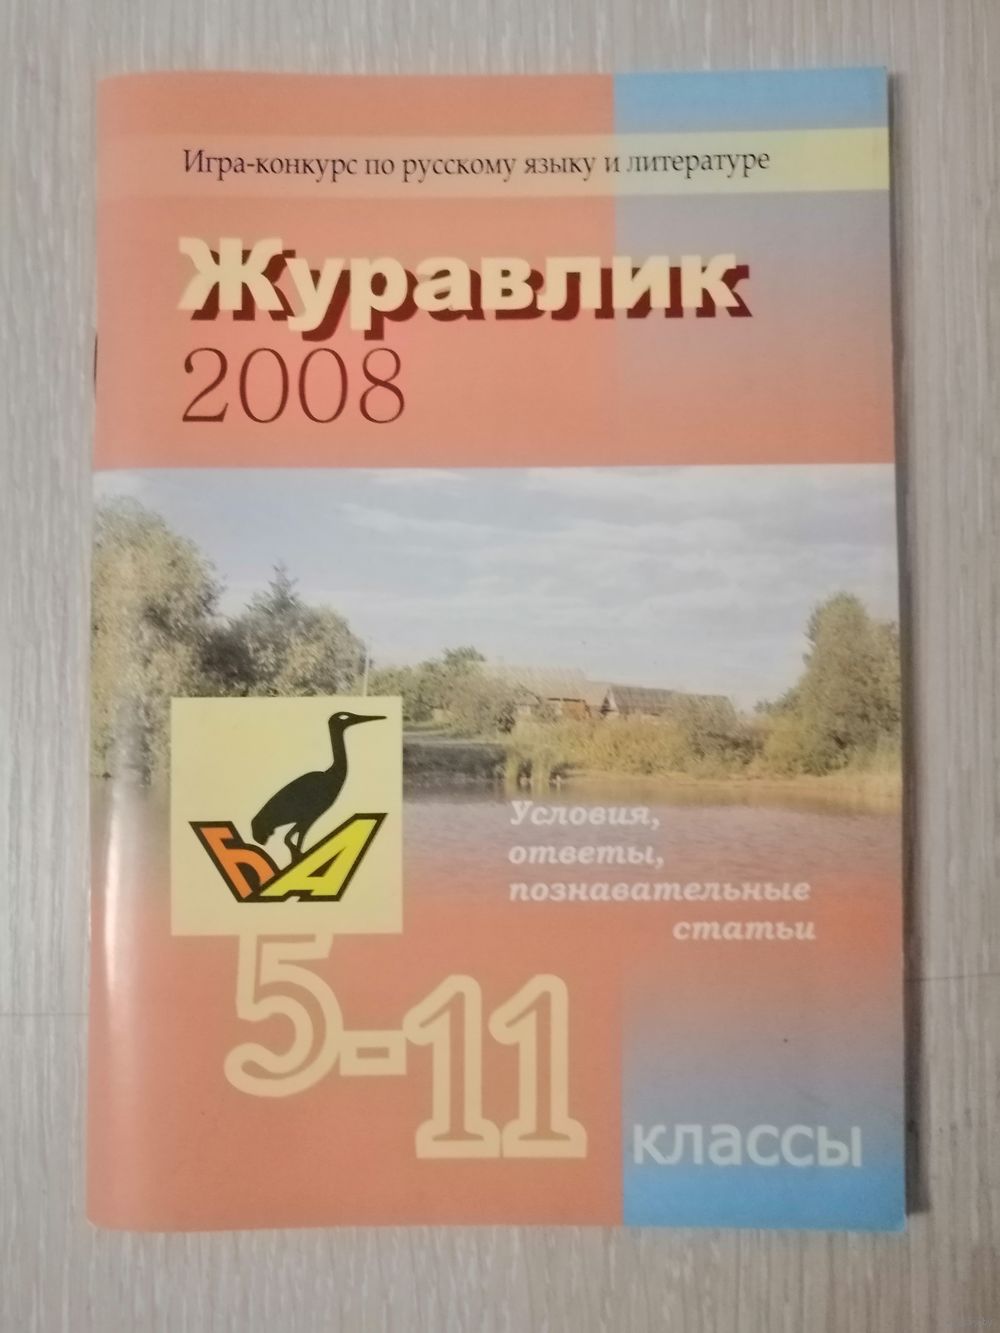 Игра-конкурс по русскому языку и литературе
Журавлик
2008
БА
Условия,
ответы,
познавательные
статьи
5-11
классы